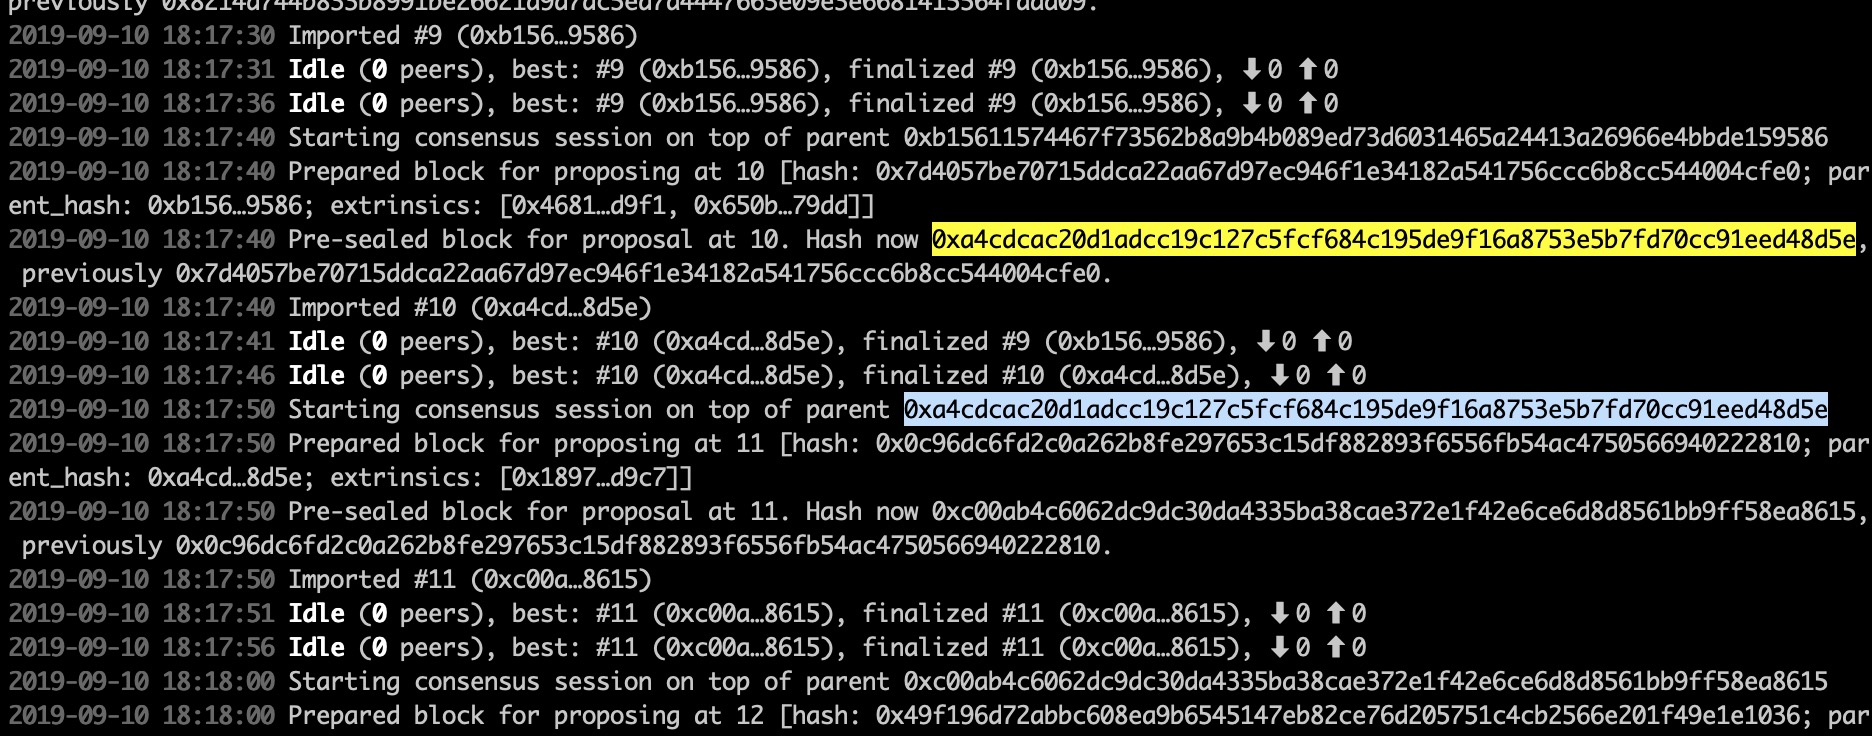 previously 0x8214d744b833b8991be26621d9d7dc5ed7d4447663e09e5e6681415564fddd09.
2019-09-10 18:17:30 Imported #9 (0xb156…9586)
2019-09-10 18:17:31 Idle (0 peers), best: #9 (0xb156…9586), finalized #9 (0xb156…9586), ⬇ 0 ⬆ 0
2019-09-10 18:17:36 Idle (0 peers), best: #9 (0xb156…9586), finalized #9 (0xb156…9586), ⬇ 0 ⬆ 0
2019-09-10 18:17:40 Starting consensus session on top of parent 0xb15611574467f73562b8a9b4b089ed73d6031465a24413a26966e4bbde159586
2019-09-10 18:17:40 Prepared block for proposing at 10 [hash: 0x7d4057be70715ddca22aa67d97ec946f1e34182a541756ccc6b8cc544004cfe0; par
ent_hash: 0xb156…9586; extrinsics: [0x4681…d9f1, 0x650b…79dd]]
2019-09-10 18:17:40 Pre-sealed block for proposal at 10. Hash now 0xa4cdcac20d1adcc19c127c5fcf684c195de9f16a8753e5b7fd70cc91eed48d5e,
previously 0x7d4057be70715ddca22aa67d97ec946f1e34182a541756ccc6b8cc544004cfe0.
2019-09-10 18:17:40 Imported #10 (0xa4cd…8d5e)
2019-09-10 18:17:41 Idle (0 peers), best: #10 (0xa4cd…8d5e), finalized #9 (0xb156…9586), ⬇ 0 ⬆ 0
2019-09-10 18:17:46 Idle (0 peers), best: #10 (0xa4cd…8d5e), finalized #10 (0xa4cd…8d5e), ⬇ 0 ⬆ 0
2019-09-10 18:17:50 Starting consensus session on top of parent 0xa4cdcac20d1adcc19c127c5fcf684c195de9f16a8753e5b7fd70cc91eed48d5e
2019-09-10 18:17:50 Prepared block for proposing at 11 [hash: 0x0c96dc6fd2c0a262b8fe297653c15df882893f6556fb54ac4750566940222810; par
ent_hash: 0xa4cd…8d5e; extrinsics: [0x1897…d9c7]]
2019-09-10 18:17:50 Pre-sealed block for proposal at 11. Hash now 0xc00ab4c6062dc9dc30da4335ba38cae372e1f42e6ce6d8d8561bb9ff58ea8615,
previously 0x0c96dc6fd2c0a262b8fe297653c15df882893f6556fb54ac4750566940222810.
2019-09-10 18:17:50 Imported #11 (0xc00a…8615)
2019-09-10 18:17:51 Idle (0 peers), best: #11 (0xc00a…8615), finalized #11 (0xc00a…8615), ⬇ 0 ⬆ 0
2019-09-10 18:17:56 Idle (0 peers), best: #11 (0xc00a…8615), finalized #11 (0xc00a…8615), ⬇ 0 ⬆ 0
2019-09-10 18:18:00 Starting consensus session on top of parent 0xc00ab4c6062dc9dc30da4335ba38cae372e1f42e6ce6d8d8561bb9ff58ea8615
2019-09-10 18:18:00 Prepared block for proposing at 12 [hash: 0x49f196d72abbc608ea9b6545147eb82ce76d205751c4cb2566e201f49e1e1036; par